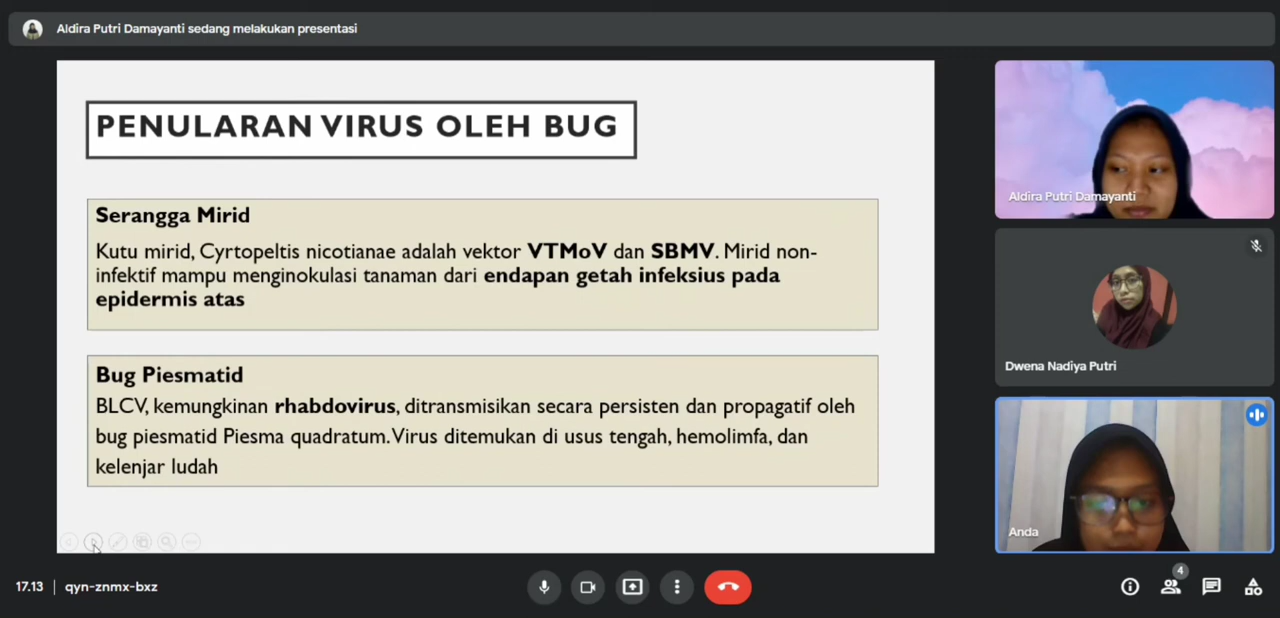 Aldira Putri Damayanti sedang melakukan presentasi
PENULARAN VIRUS OLEH BUG
Serangga Mirid
Kutu mirid, Cyrtopeltis nicotianae adalah vektor VTMoV dan SBMV. Mirid non-
infektif mampu menginokulasi tanaman dari endapan getah infeksius pada
epidermis atas
Bug Piesmatid
BLCV, kemungkinan rhabdovirus, ditransmisikan secara persisten dan propagatif oleh
bug piesmatid Piesma quadratum. Virus ditemukan di usus tengah, hemolimfa, dan
kelenjar ludah
Aldira Putri Damayanti
Dwena Nadiya Putri
Anda
17.13 | qyn-znmx-bxz
4